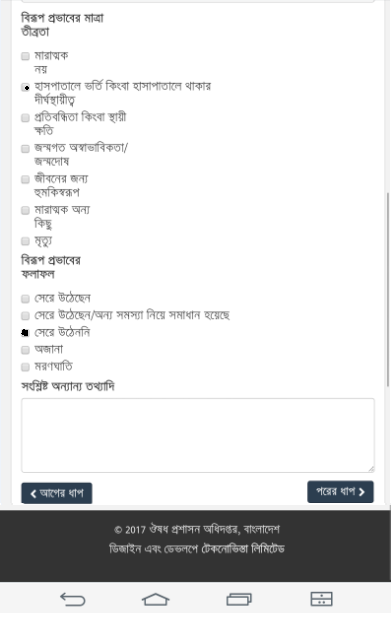 বিরূপ প্রভাবের মাত্রা
তীব্রতা
মারাত্মক
নয়
হাসপাতালে ভর্তি কিংবা হাসাপাতালে থাকার
দীর্ঘস্থায়ীত্ব
প্রতিবন্ধিতা কিংবা স্থায়ী
ক্ষতি
জন্মগত অস্বাভাবিকতা/
জন্মদোষ
জীবনের জন্য
হুমকিস্বরূপ
মারাত্মক অন্য
কিছু
মৃত্যু
বিরূপ প্রভাবের
ফলাফল
সেরে উঠেছেন
সেরে উঠেছেন/অন্য সমস্যা নিয়ে সমাধান হয়েছে
সেরে উঠেননি
অজানা
মরণঘাতি
সংশ্লিষ্ট অন্যান্য তথ্যাদি
আগের ধাপ
পরের ধাপ
© 2017 ঔষধ প্রশাসন অধিদপ্তর, বাংলাদেশ
ডিজাইন এবং ডেভলপে টেকনোভিস্তা লিমিটেড